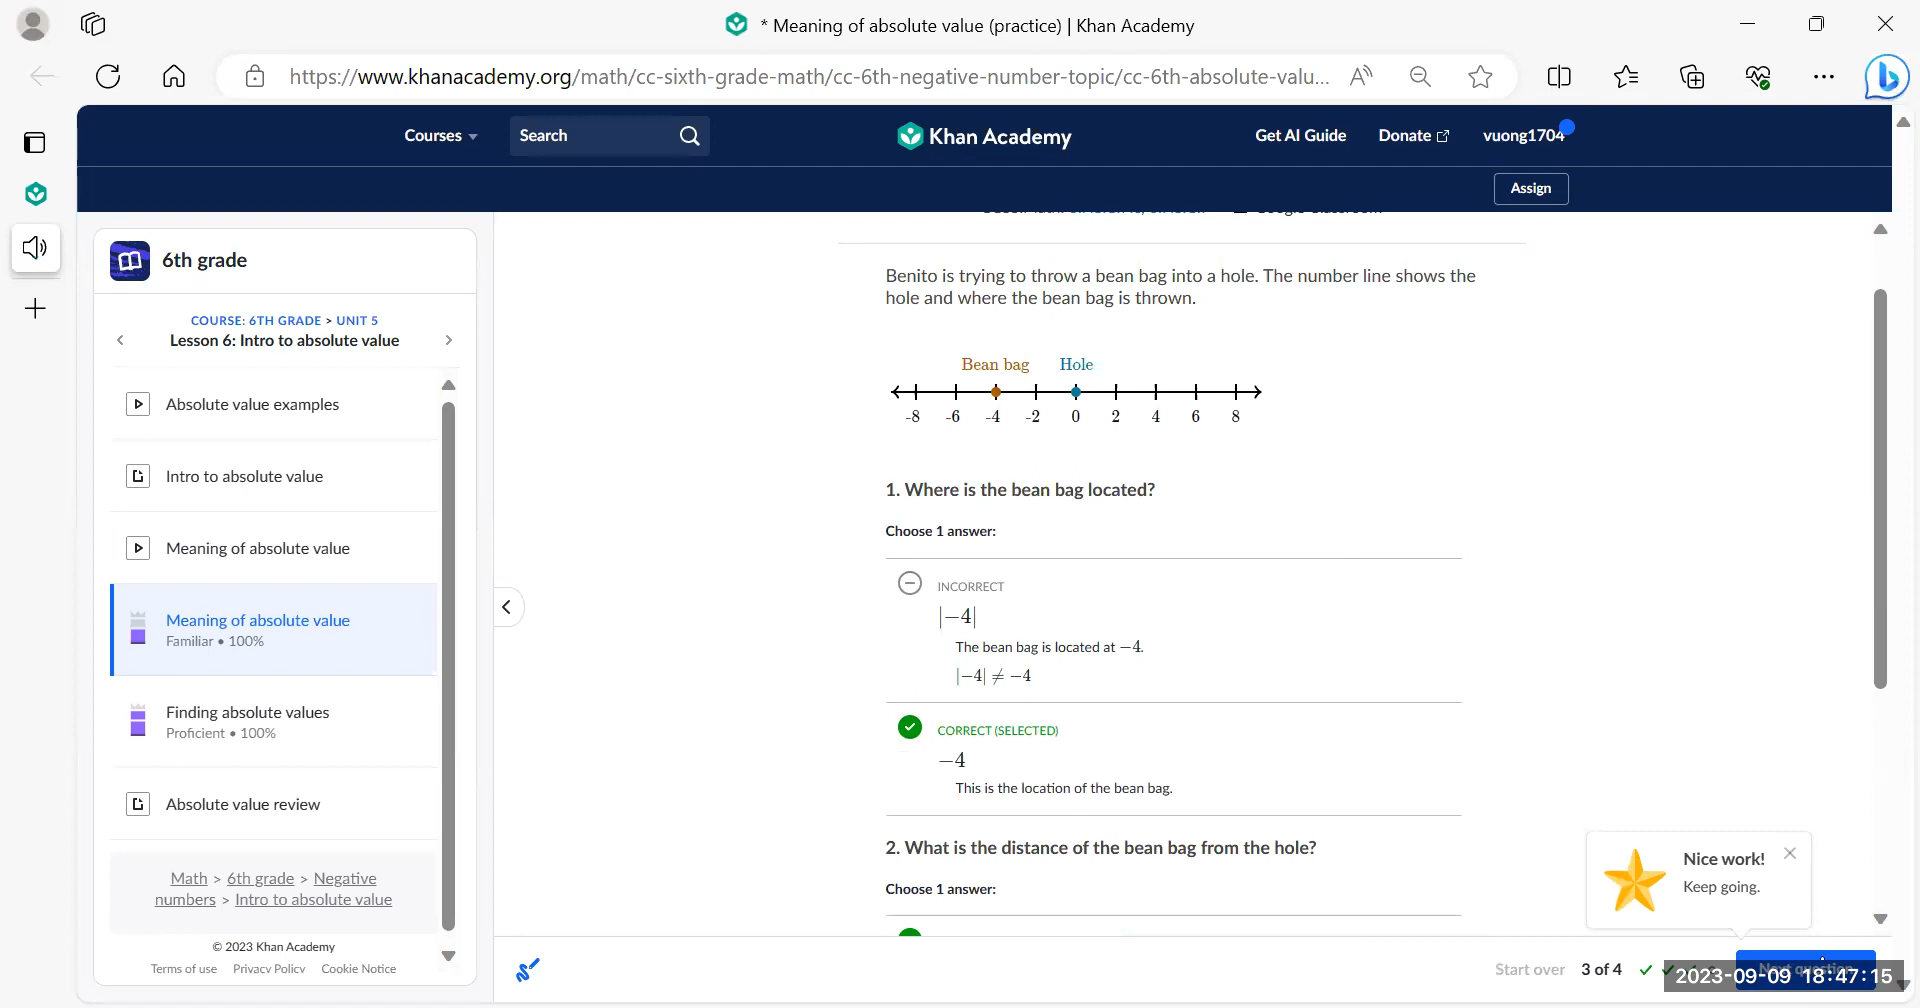 * Meaning of absolute value (practice) | Khan Academy
https://www.khanacademy.org/math/cc-sixth-grade-math/cc-6th-negative-number-topic/cc-6th-absolute-valu...
Courses
Search
Khan Academy
Get AI Guide
Donate
vuong1704
Assign
6th grade
COURSE: 6TH GRADE > UNIT 5
Lesson 6: Intro to absolute value
Absolute value examples
Intro to absolute value
Meaning of absolute value
Meaning of absolute value
Familiar • 100%
Finding absolute values
Proficient • 100%
Absolute value review
Math > 6th grade > Negative
numbers > Intro to absolute value
© 2023 Khan Academy
Terms of use Privacy Policy Cookie Notice
Benito is trying to throw a bean bag into a hole. The number line shows the
hole and where the bean bag is thrown.
Bean bag Hole
-8 -6 -4 -2 0 2 4 6 8
1. Where is the bean bag located?
Choose 1 answer:
INCORRECT
|−4|
The bean bag is located at −4.
|−4| ≠ −4
CORRECT (SELECTED)
−4
This is the location of the bean bag.
2. What is the distance of the bean bag from the hole?
Choose 1 answer:
Nice work!
Keep going.
Start over 3 of 4
Next question
2023-09-09 18:47:15